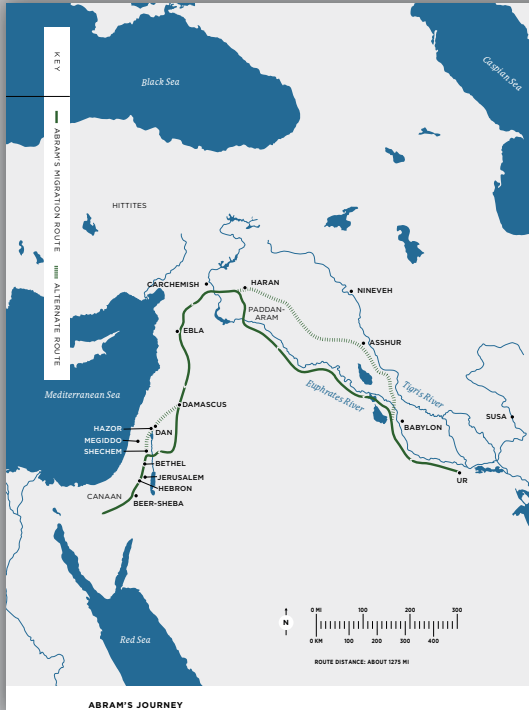 KEY
ABRAM'S MIGRATION ROUTE
ALTERNATE ROUTE
Black Sea
Caspian Sea
HITTITES
CARCHEMISH
HARAN
NINEVEH
PADDAN-
ARAM
EBLA
ASSHUR
Mediterranean Sea
DAMASCUS
Euphrates River
Tigris River
SUSA
HAZOR
DAN
BABYLON
MEGIDDO
SHECHEM
BETHEL
JERUSALEM
UR
HEBRON
CANAAN
BEER-SHEBA
Red Sea
N
0 MI 100 200 300
0 KM 100 200 300 400
ROUTE DISTANCE: ABOUT 1275 MI
ABRAM'S JOURNEY